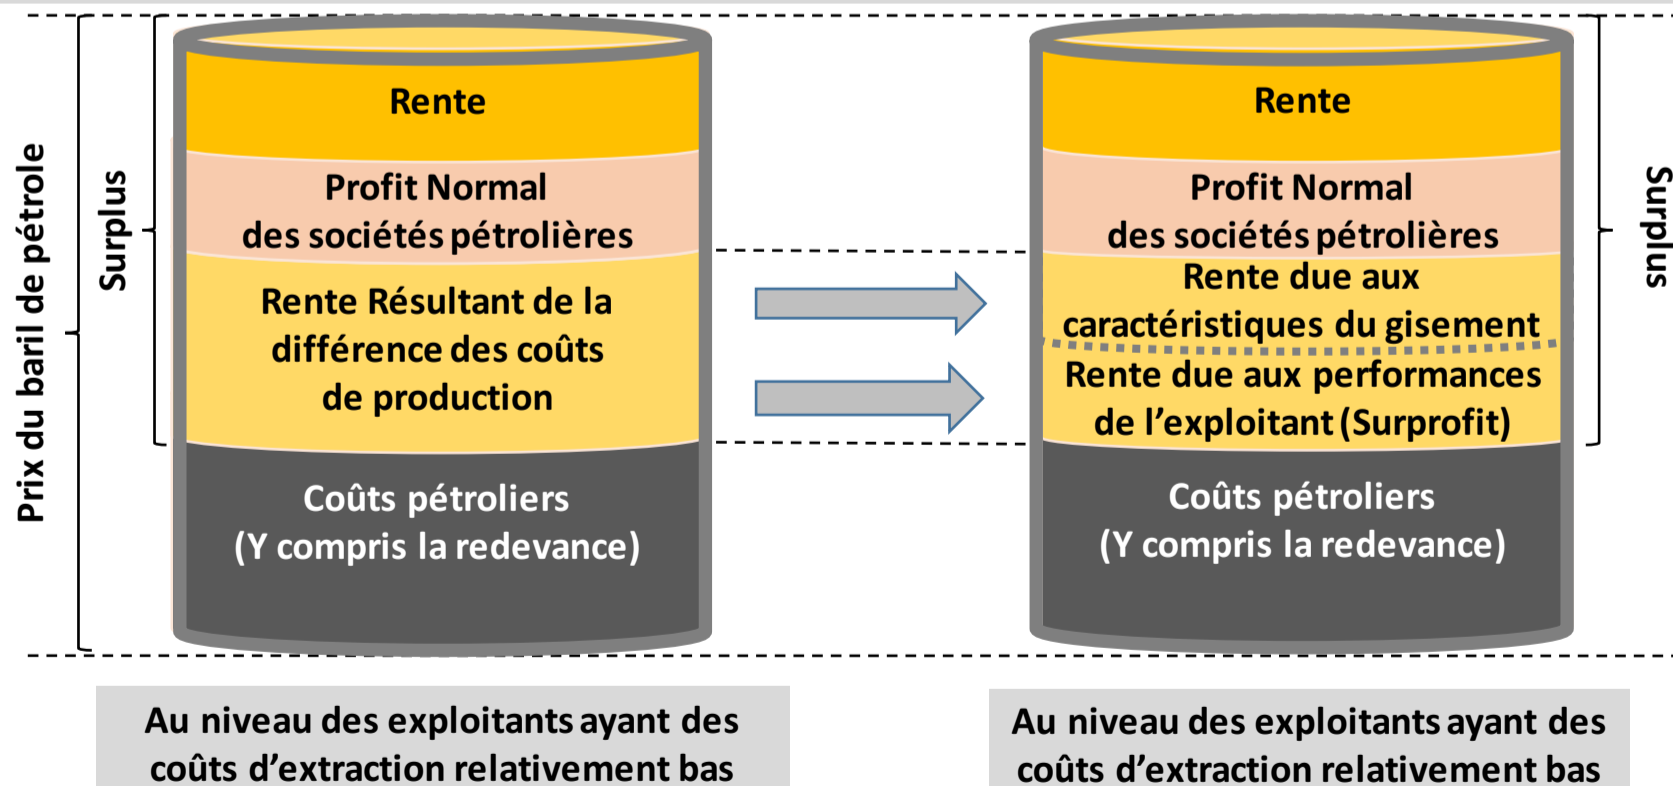 Prix du baril de pétrole
Surplus
Rente
Profit Normal
des sociétés pétrolières
Rente Résultant de la
différence des coûts
de production
Coûts pétroliers
(Y compris la redevance)
Au niveau des exploitants ayant des
coûts d’extraction relativement bas
Rente
Profit Normal
des sociétés pétrolières
Rente due aux
caractéristiques du gisement
Rente due aux performances
de l’exploitant (Surprofit)
Coûts pétroliers
(Y compris la redevance)
Surplus
Au niveau des exploitants ayant des
coûts d’extraction relativement bas